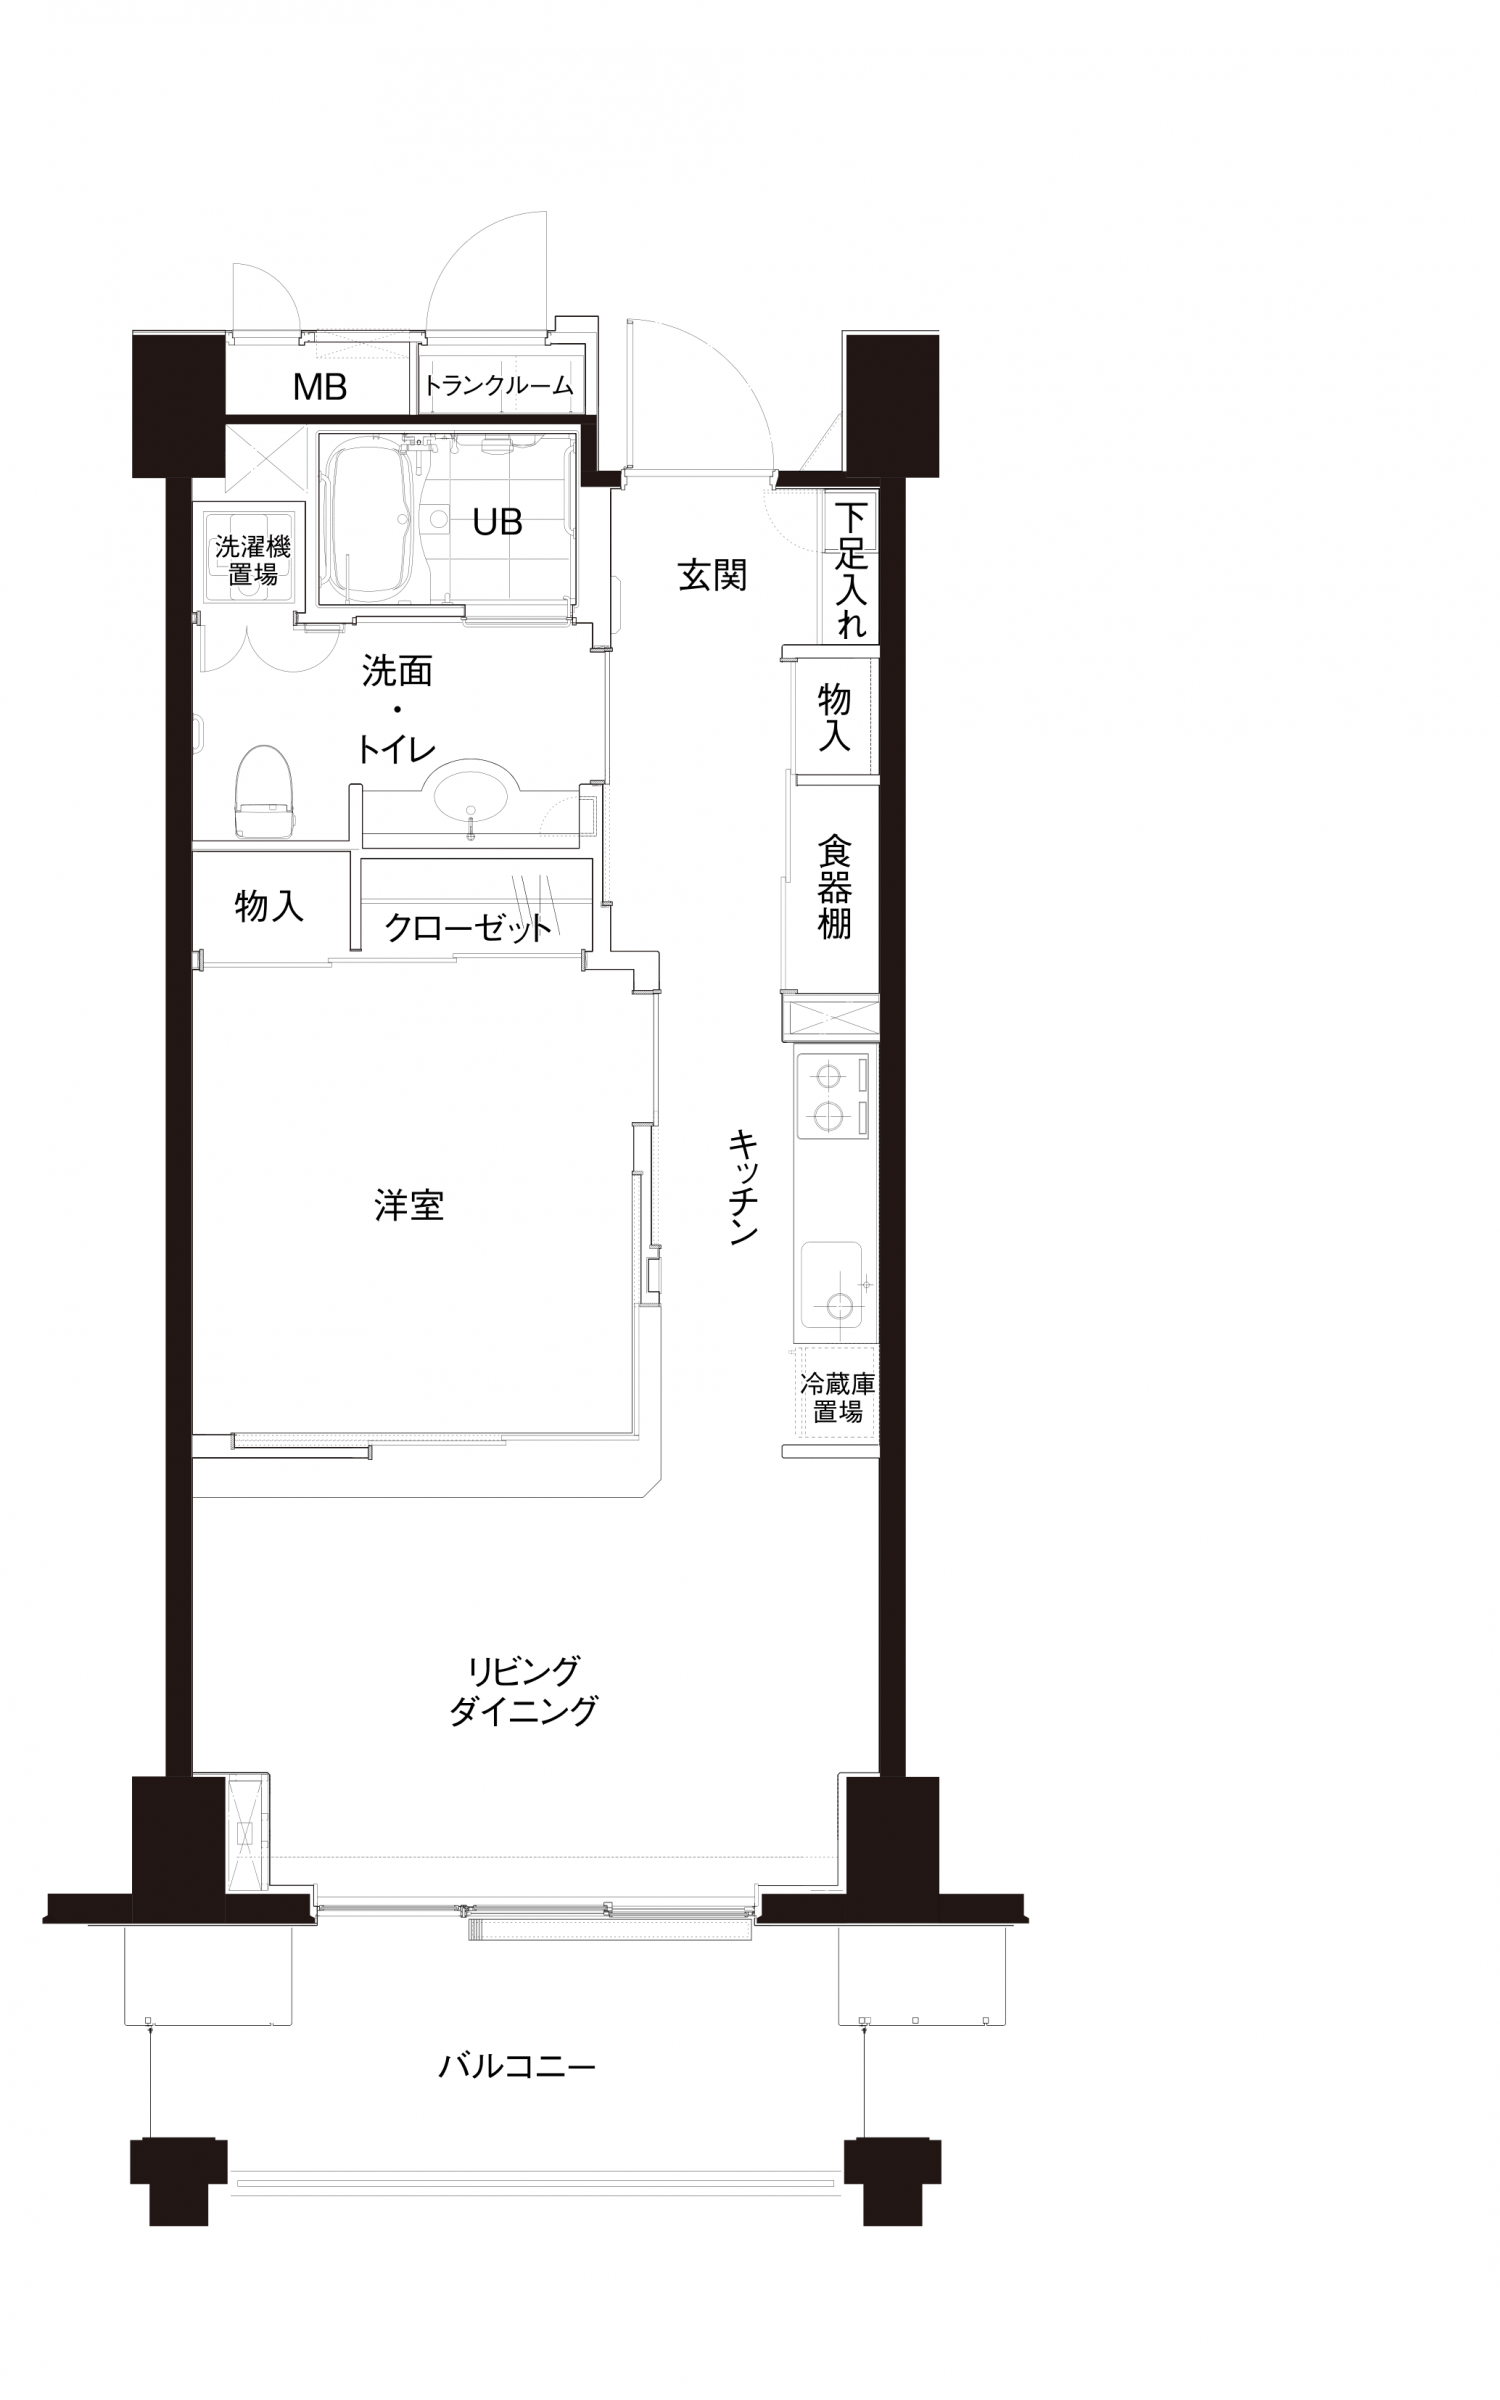 MB
トランクルーム
UB
洗濯機
置場
玄関
下足入れ
洗面
・
トイレ
物入
食器棚
物入
クローゼット
キッチン
洋室
冷蔵庫
置場
リビング
ダイニング
バルコニー